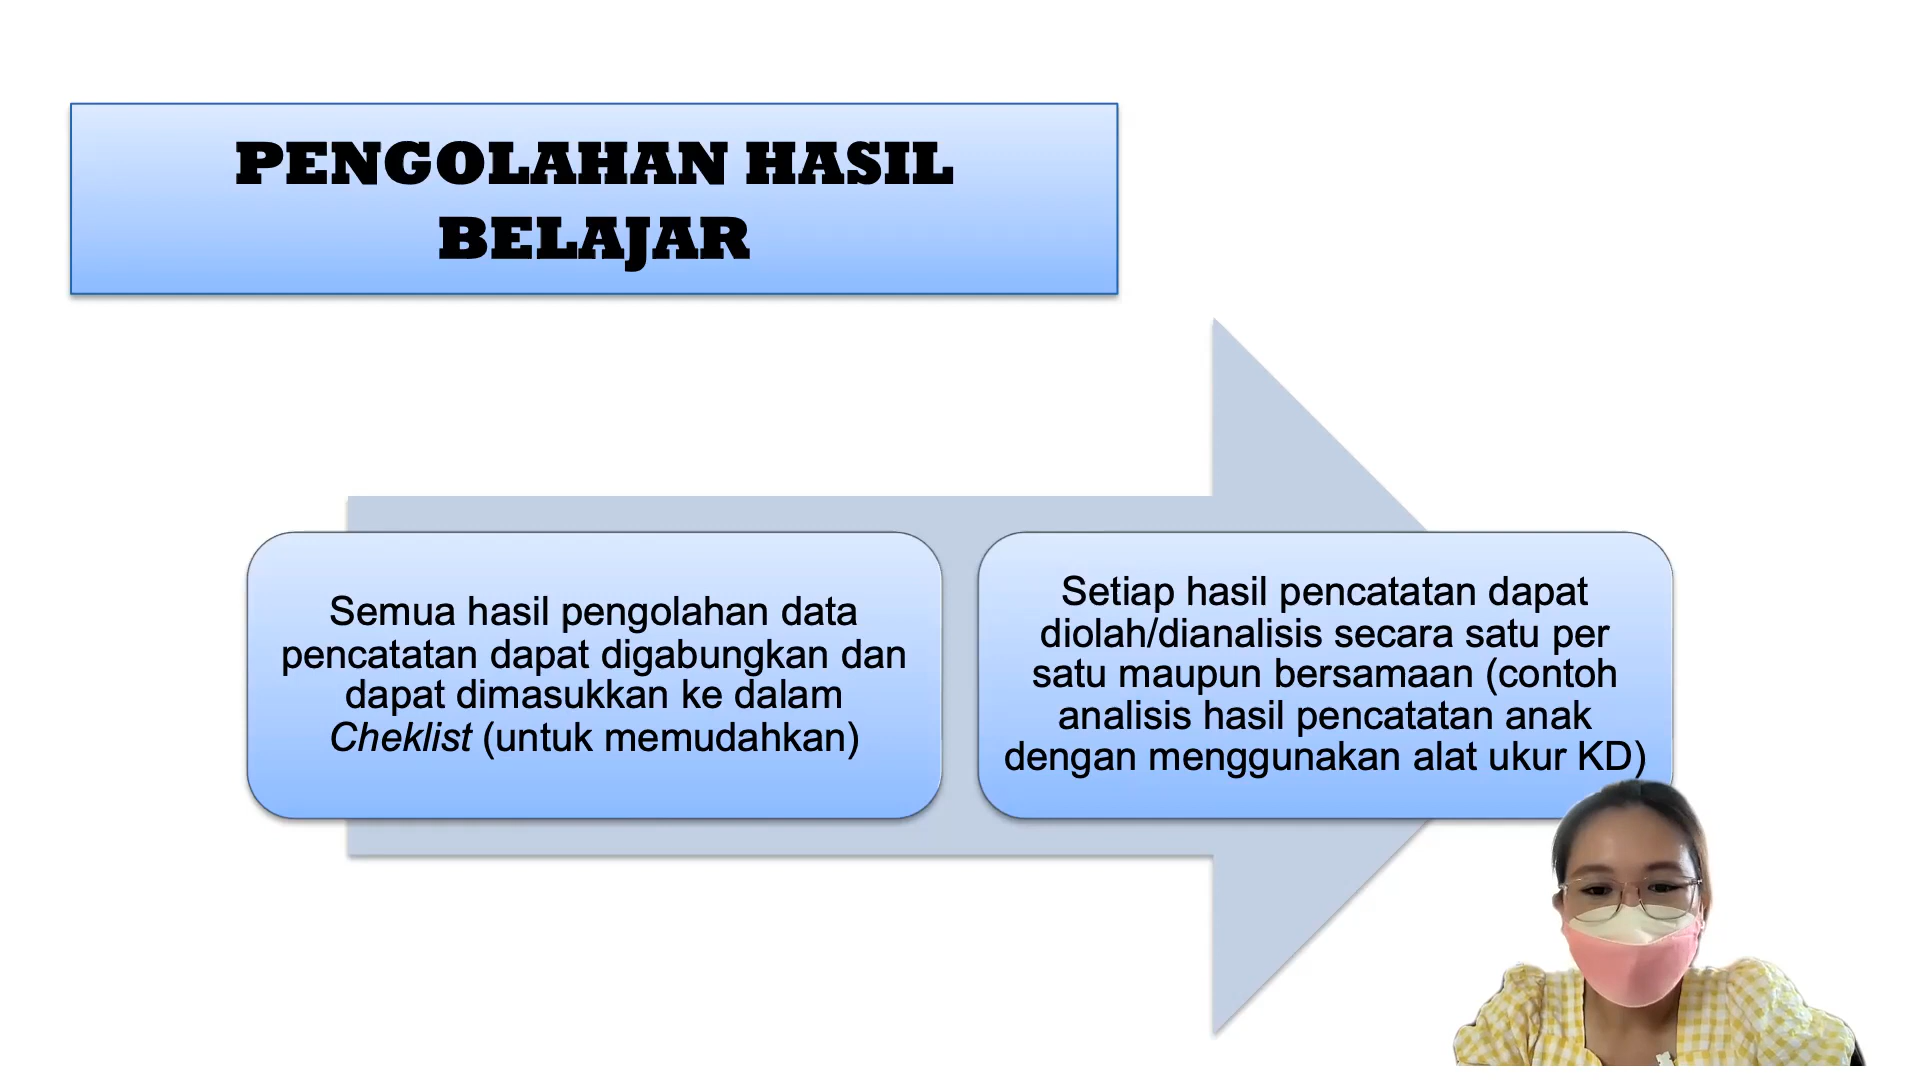 PENGOLAHAN HASIL
BELAJAR
Semua hasil pengolahan data
pencatatan dapat digabungkan dan
dapat dimasukkan ke dalam
Cheklist (untuk memudahkan)
Setiap hasil pencatatan dapat
diolah/dianalisis secara satu per
satu maupun bersamaan (contoh
analisis hasil pencatatan anak
dengan menggunakan alat ukur KD)